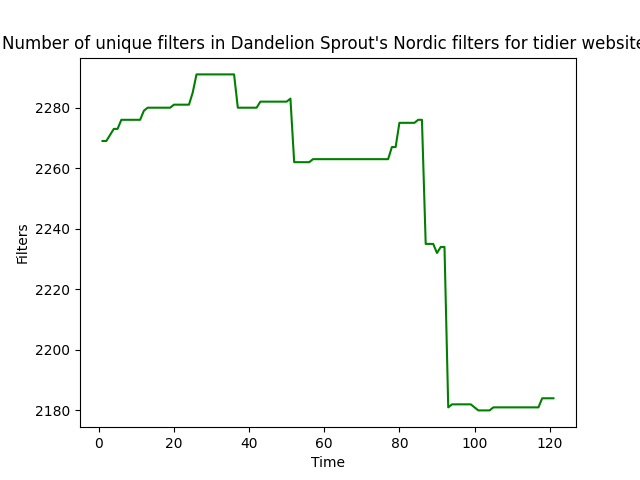 Number of unique filters in Dandelion Sprout's Nordic filters for tidier website
Filters
2280
2260
2240
2220
2200
2180
0 20 40 60 80 100 120
Time